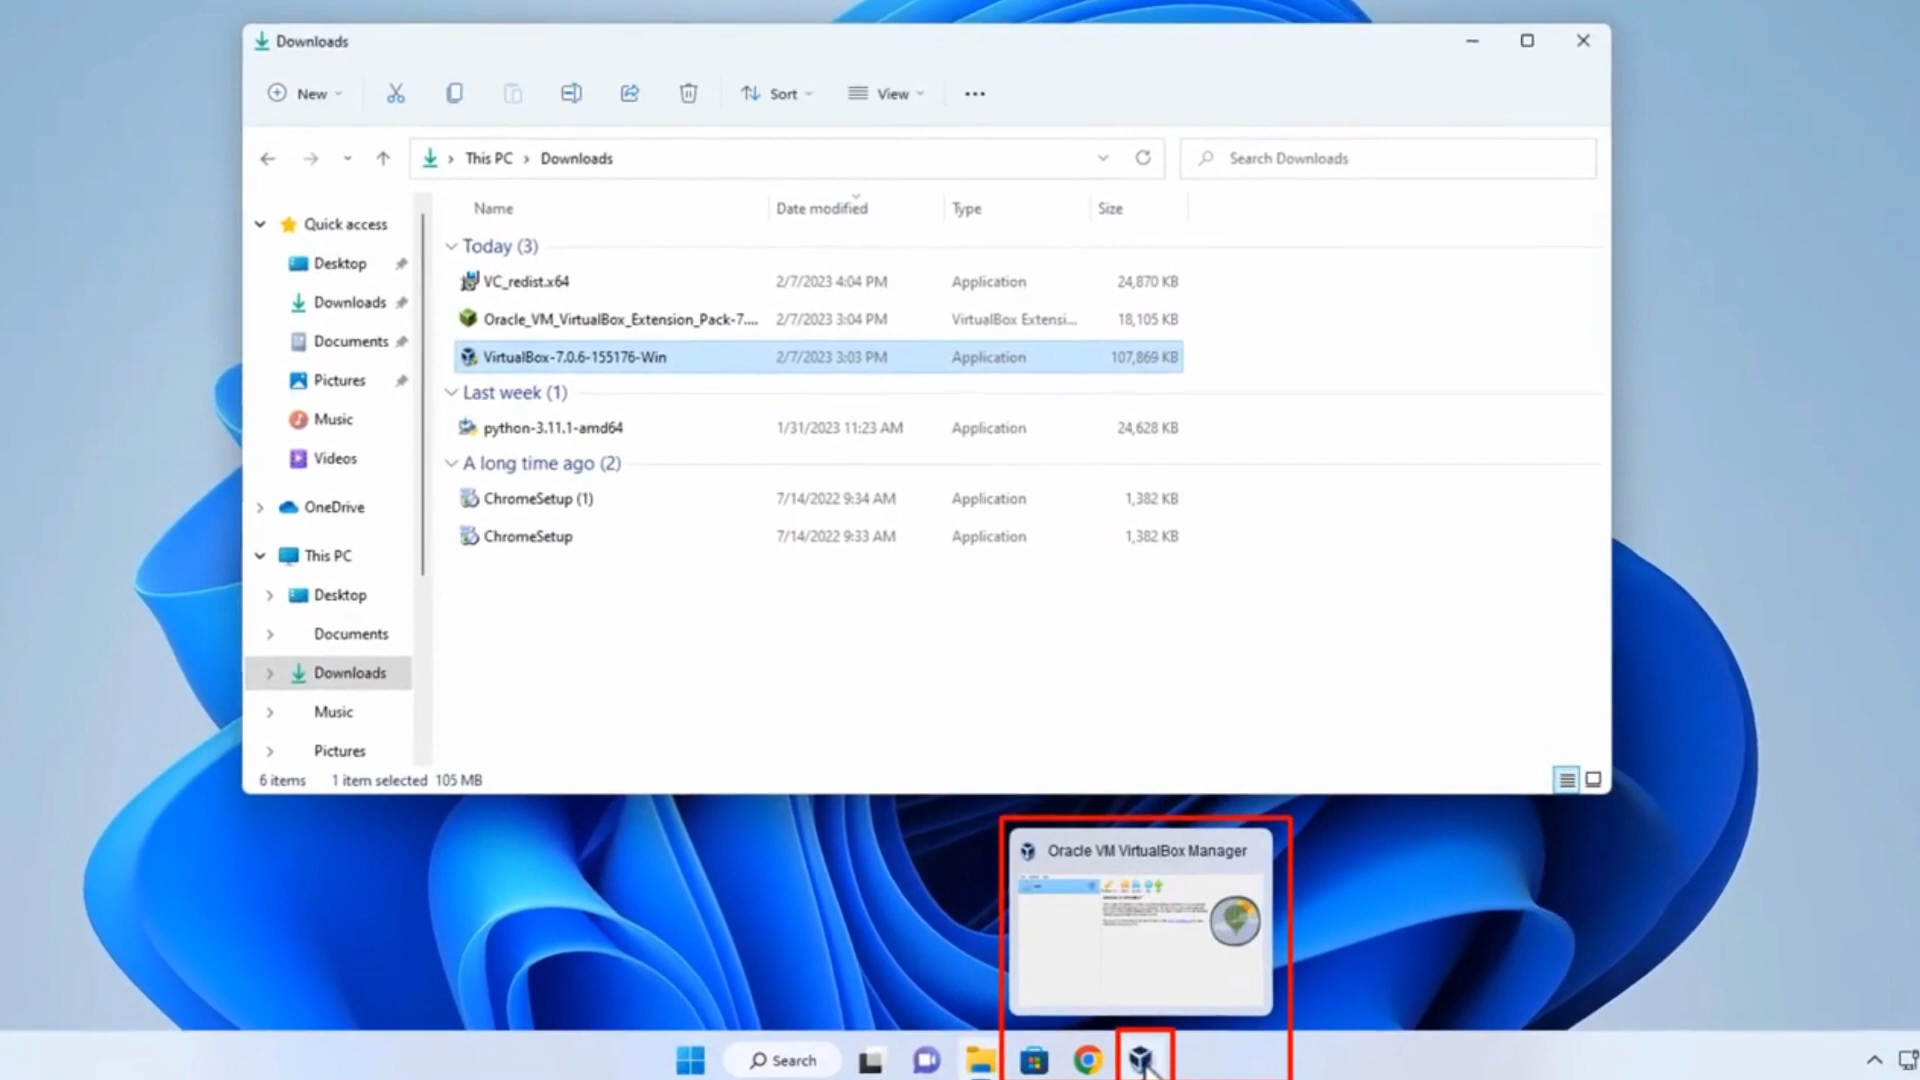 Downloads
New
Sort
View
This PC > Downloads
Search Downloads
Name Date modified Type Size
Quick access
Desktop
Downloads
Documents
Pictures
Music
Videos
OneDrive
This PC
Desktop
Documents
Downloads
Music
Pictures
Today (3)
VC_redist.x64 2/7/2023 4:04 PM Application 24,870 KB
Oracle_VM_VirtualBox_Extension_Pack-7.... 2/7/2023 3:04 PM VirtualBox Extensi... 18,105 KB
VirtualBox-7.0.6-155176-Win 2/7/2023 3:03 PM Application 107,869 KB
Last week (1)
python-3.11.1-amd64 1/31/2023 11:23 AM Application 24,628 KB
A long time ago (2)
ChromeSetup (1) 7/14/2022 9:34 AM Application 1,382 KB
ChromeSetup 7/14/2022 9:33 AM Application 1,382 KB
6 items 1 item selected 105 MB
Oracle VM VirtualBox Manager
Search